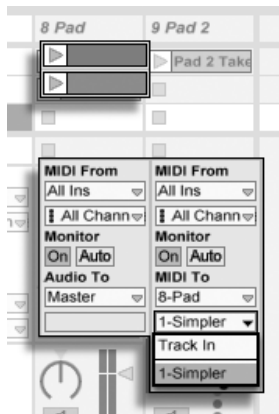 8 Pad 9 Pad 2
Pad 2 Take
MIDI From MIDI From
All Ins All Ins
All Chann All Chann
Monitor Monitor
On Auto On Auto
Audio To MIDI To
Master 8-Pad
1-Simpler
Track In
1-Simpler